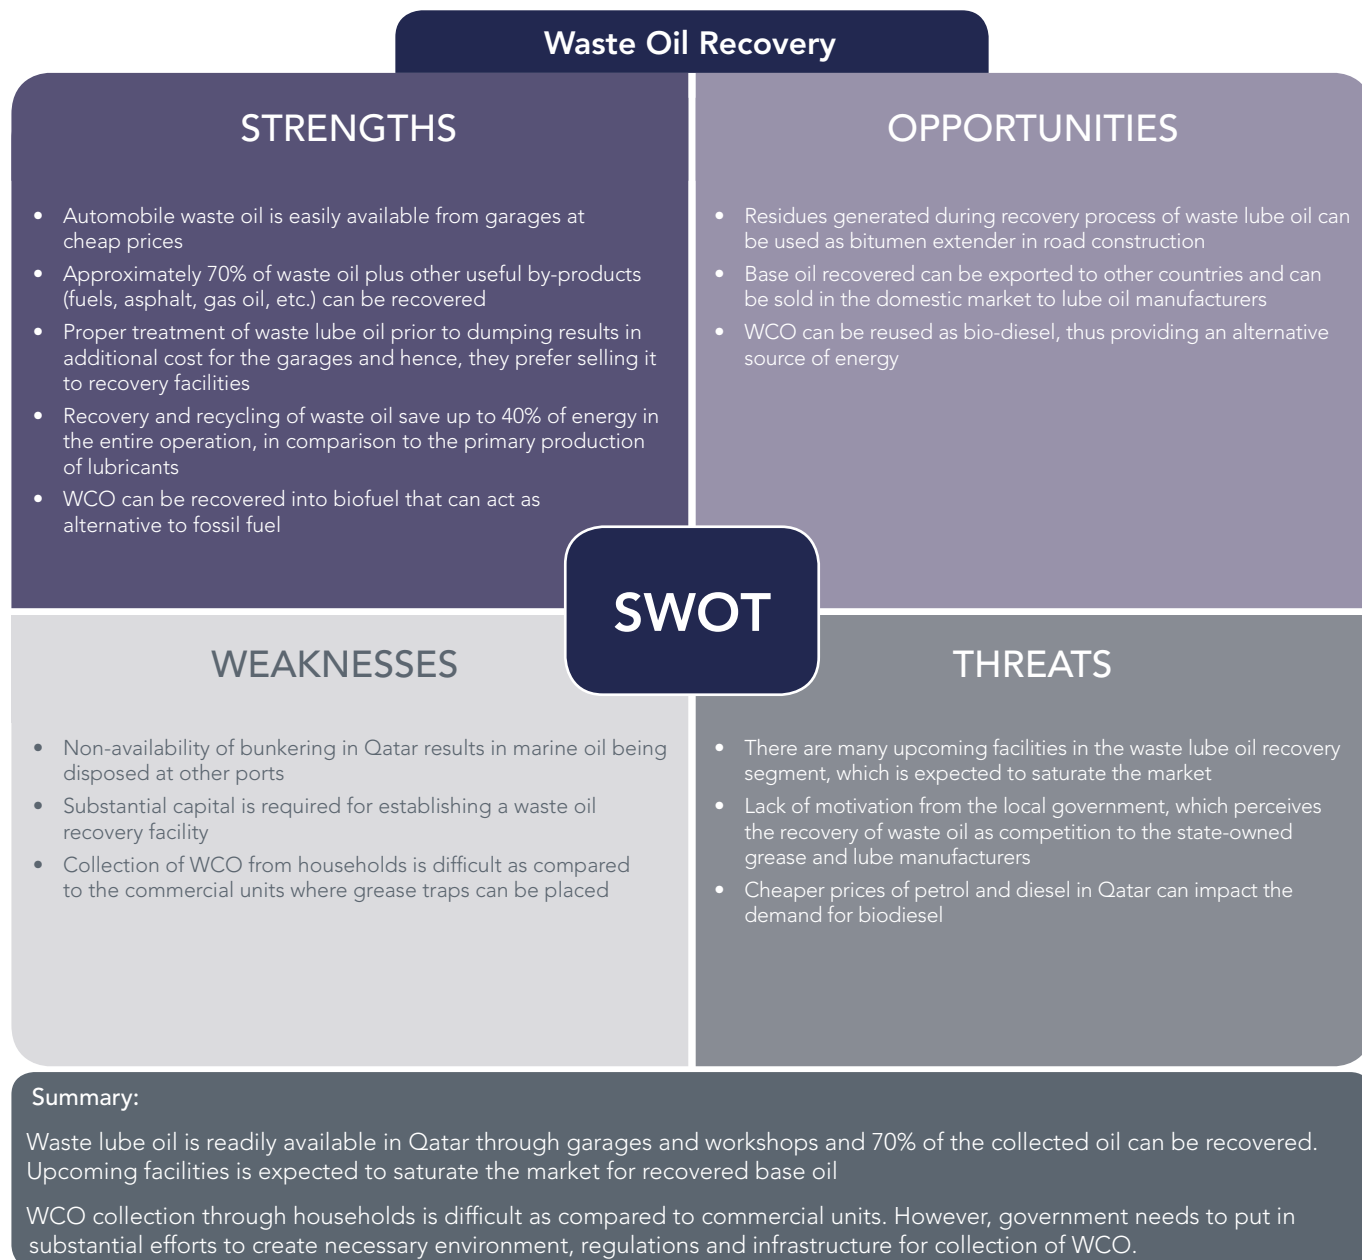 Waste Oil Recovery
STRENGTHS
• Automobile waste oil is easily available from garages at
cheap prices
• Approximately 70% of waste oil plus other useful by-products
(fuels, asphalt, gas oil, etc.) can be recovered
• Proper treatment of waste lube oil prior to dumping results in
additional cost for the garages and hence, they prefer selling it
to recovery facilities
• Recovery and recycling of waste oil save up to 40% of energy in
the entire operation, in comparison to the primary production
of lubricants
• WCO can be recovered into biofuel that can act as
alternative to fossil fuel
OPPORTUNITIES
• Residues generated during recovery process of waste lube oil can
be used as bitumen extender in road construction
• Base oil recovered can be exported to other countries and can
be sold in the domestic market to lube oil manufacturers
• WCO can be reused as bio-diesel, thus providing an alternative
source of energy
SWOT
WEAKNESSES
• Non-availability of bunkering in Qatar results in marine oil being
disposed at other ports
• Substantial capital is required for establishing a waste oil
recovery facility
• Collection of WCO from households is difficult as compared
to the commercial units where grease traps can be placed
THREATS
• There are many upcoming facilities in the waste lube oil recovery
segment, which is expected to saturate the market
• Lack of motivation from the local government, which perceives
the recovery of waste oil as competition to the state-owned
grease and lube manufacturers
• Cheaper prices of petrol and diesel in Qatar can impact the
demand for biodiesel
Summary:
Waste lube oil is readily available in Qatar through garages and workshops and 70% of the collected oil can be recovered.
Upcoming facilities is expected to saturate the market for recovered base oil
WCO collection through households is difficult as compared to commercial units. However, government needs to put in
substantial efforts to create necessary environment, regulations and infrastructure for collection of WCO.